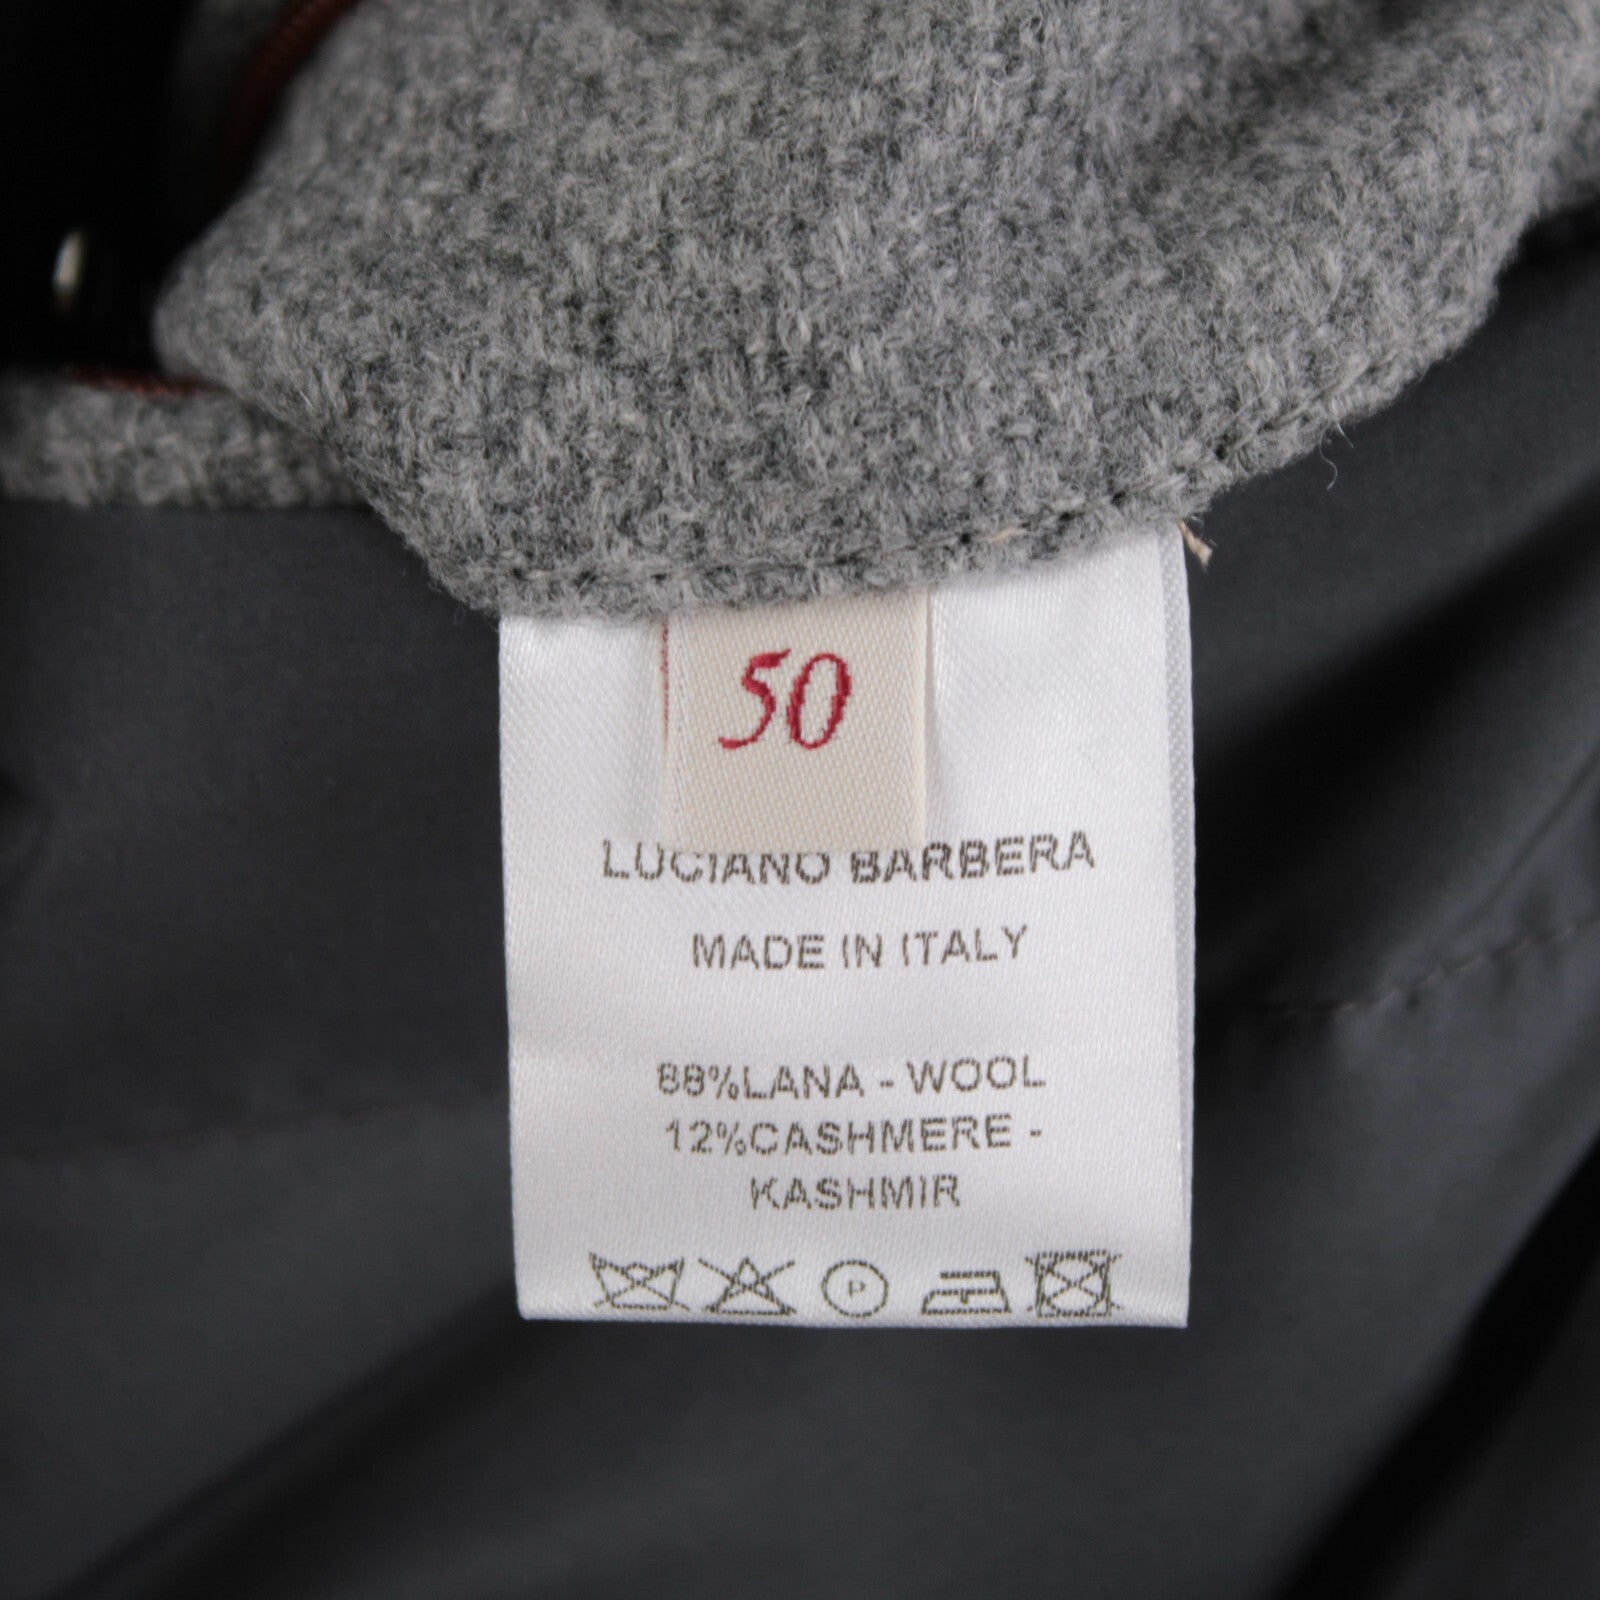 50
LUCIANO BARBERA
MADE IN ITALY
88%LANA - WOOL
12%CASHMERE -
KASHMIR
P